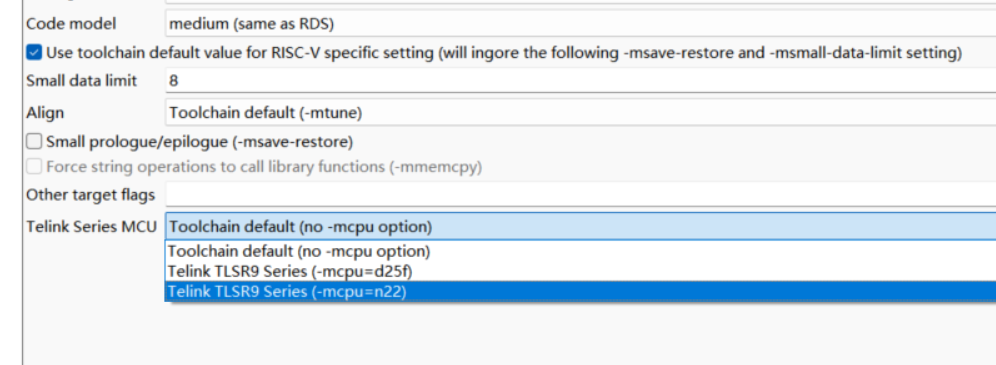 Code model medium (same as RDS)
Use toolchain default value for RISC-V specific setting (will ingore the following -msave-restore and -msmall-data-limit setting)
Small data limit 8
Align Toolchain default (-mtune)
Small prologue/epilogue (-msave-restore)
Force string operations to call library functions (-mmemcpy)
Other target flags
Telink Series MCU Toolchain default (no -mcpu option)
Toolchain default (no -mcpu option)
Telink TLSR9 Series (-mcpu=d25f)
Telink TLSR9 Series (-mcpu=n22)